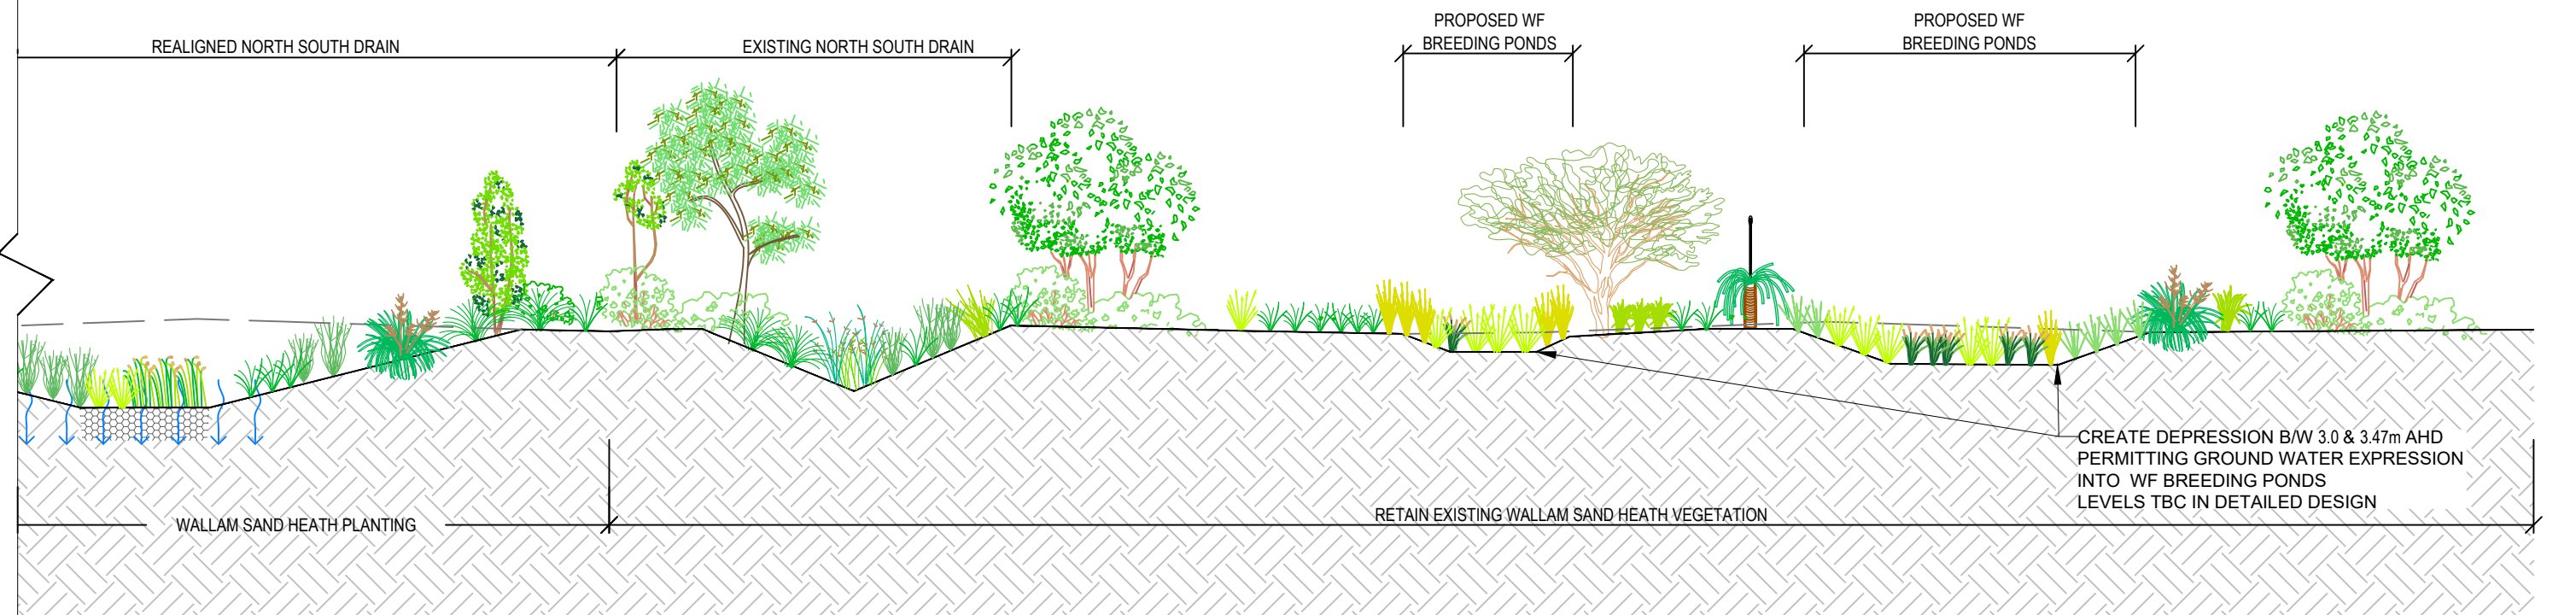 REALIGNED NORTH SOUTH DRAIN
EXISTING NORTH SOUTH DRAIN
PROPOSED WF
BREEDING PONDS
PROPOSED WF
BREEDING PONDS
CREATE DEPRESSION B/W 3.0 & 3.47m AHD
PERMITTING GROUND WATER EXPRESSION
INTO WF BREEDING PONDS
LEVELS TBC IN DETAILED DESIGN
WALLAM SAND HEATH PLANTING
RETAIN EXISTING WALLAM SAND HEATH VEGETATION